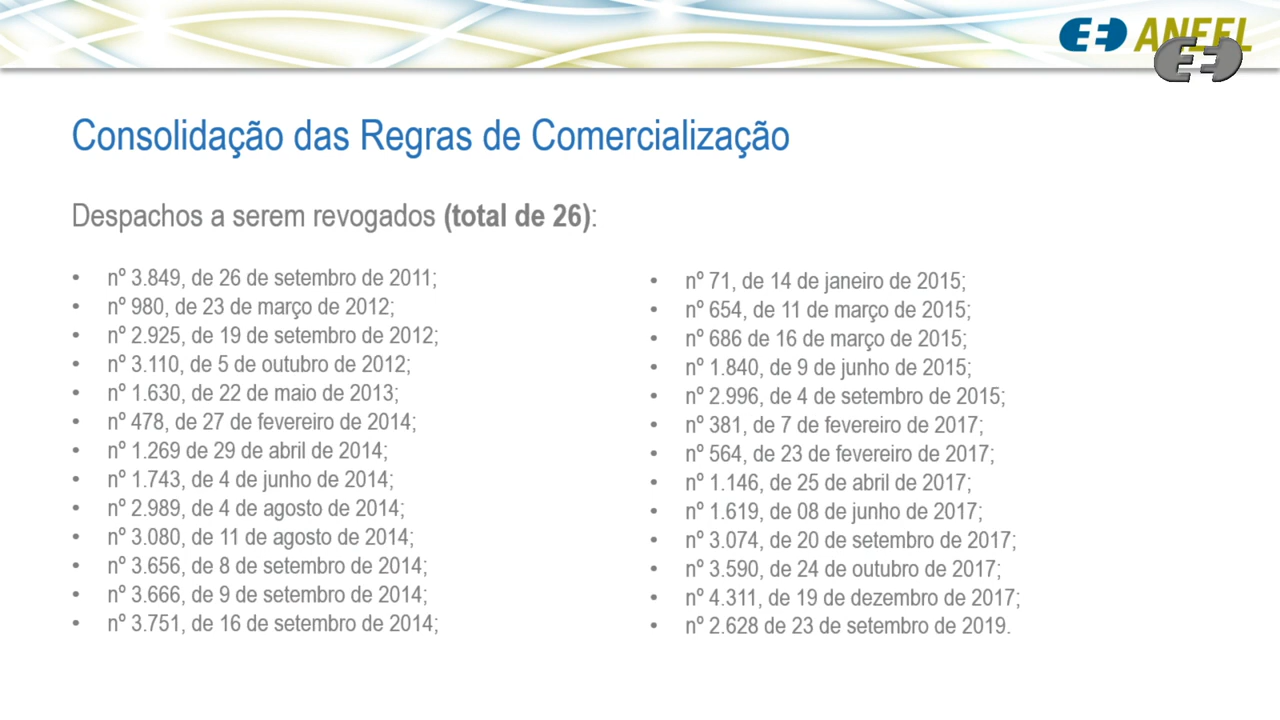 ANEEL
Consolidação das Regras de Comercialização
Despachos a serem revogados (total de 26):
• nº 3.849, de 26 de setembro de 2011;
• nº 980, de 23 de março de 2012;
• nº 2.925, de 19 de setembro de 2012;
• nº 3.110, de 5 de outubro de 2012;
• nº 1.630, de 22 de maio de 2013;
• nº 478, de 27 de fevereiro de 2014;
• nº 1.269 de 29 de abril de 2014;
• nº 1.743, de 4 de junho de 2014;
• nº 2.989, de 4 de agosto de 2014;
• nº 3.080, de 11 de agosto de 2014;
• nº 3.656, de 8 de setembro de 2014;
• nº 3.666, de 9 de setembro de 2014;
• nº 3.751, de 16 de setembro de 2014;
• nº 71, de 14 de janeiro de 2015;
• nº 654, de 11 de março de 2015;
• nº 686 de 16 de março de 2015;
• nº 1.840, de 9 de junho de 2015;
• nº 2.996, de 4 de setembro de 2015;
• nº 381, de 7 de fevereiro de 2017;
• nº 564, de 23 de fevereiro de 2017;
• nº 1.146, de 25 de abril de 2017;
• nº 1.619, de 08 de junho de 2017;
• nº 3.074, de 20 de setembro de 2017;
• nº 3.590, de 24 de outubro de 2017;
• nº 4.311, de 19 de dezembro de 2017;
• nº 2.628 de 23 de setembro de 2019.